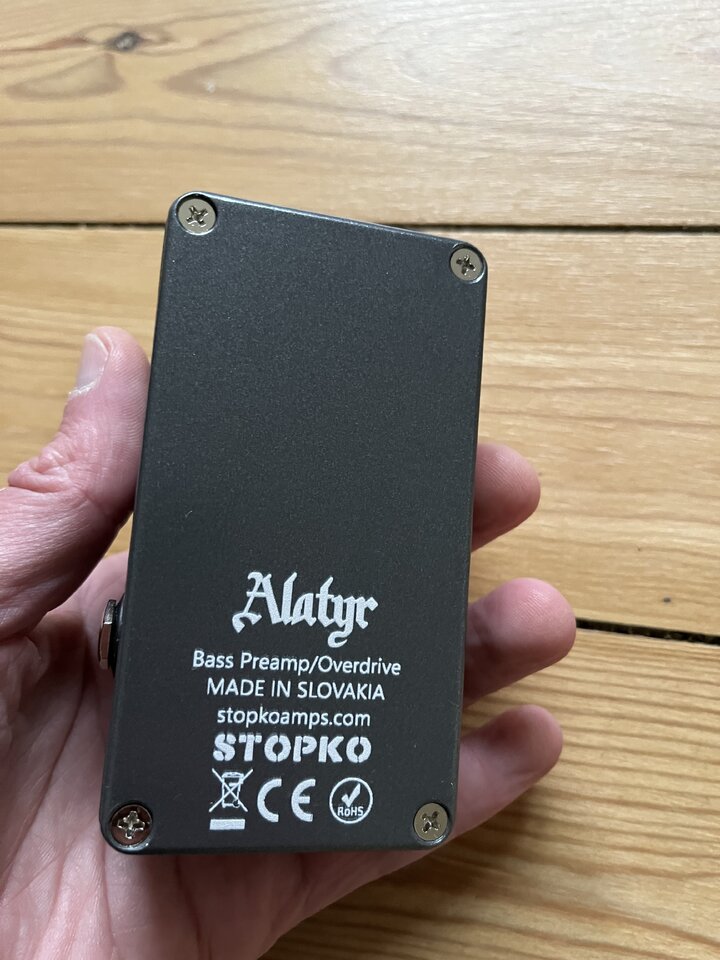 Alatyr
Bass Preamp/Overdrive
MADE IN SLOVAKIA
stopkoamps.com
STOPKO
CE RoHS